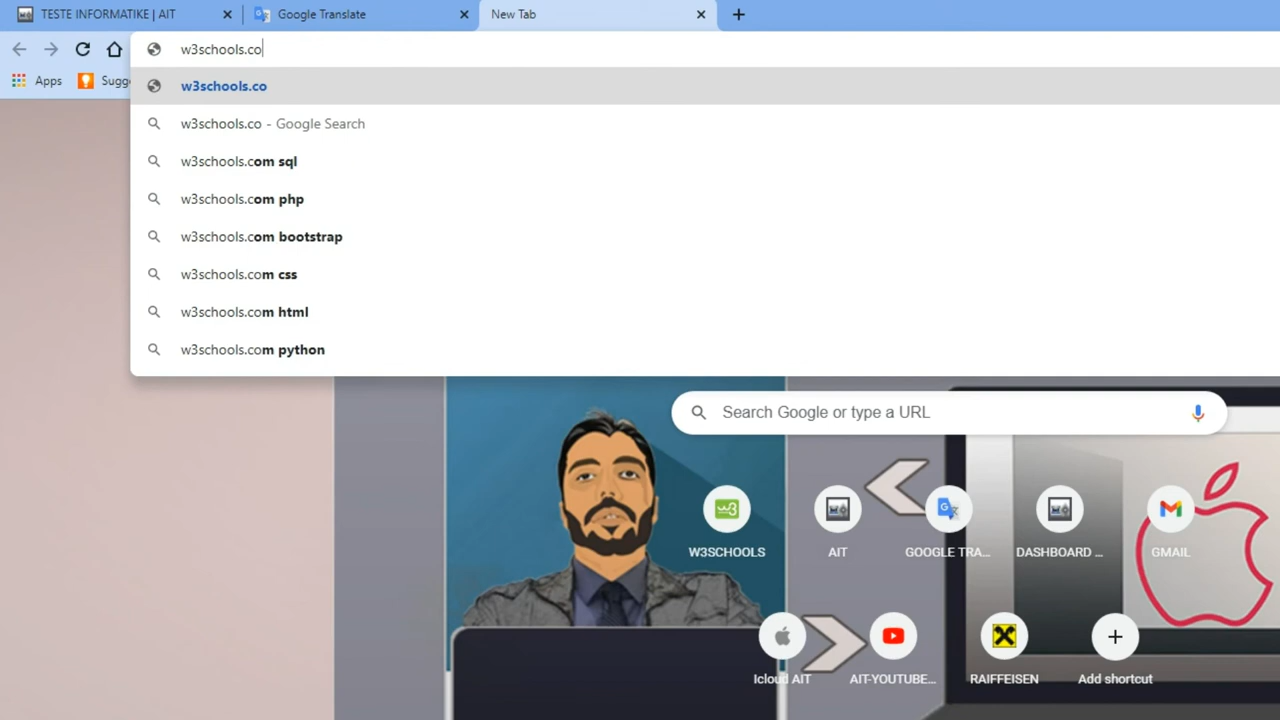 TESTE INFORMATIKE | AIT
Google Translate
New Tab
w3schools.co
Apps
Sugg
w3schools.co
w3schools.co - Google Search
w3schools.com sql
w3schools.com php
w3schools.com bootstrap
w3schools.com css
w3schools.com html
w3schools.com python
Search Google or type a URL
w3
W3SCHOOLS
AIT
GOOGLE TRA...
DASHBOARD ...
GMAIL
Icloud AIT
AIT-YOUTUBE...
RAIFFEISEN
Add shortcut